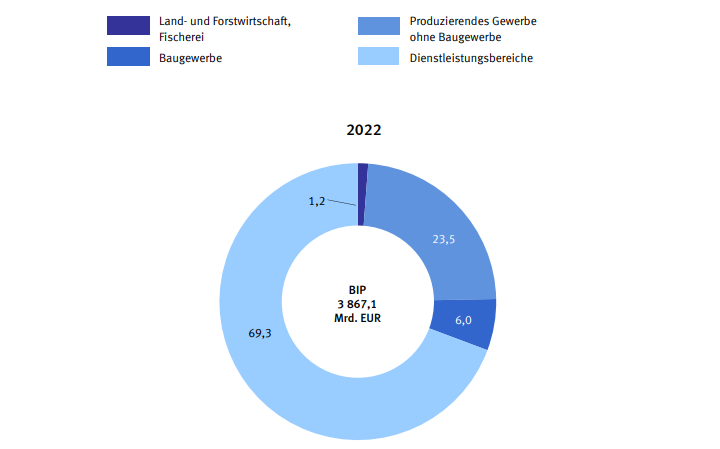 Land- und Forstwirtschaft,
Fischerei
Produzierendes Gewerbe
ohne Baugewerbe
Baugewerbe
Dienstleistungsbereiche
2022
1,2
23,5
BIP
3 867,1
Mrd. EUR
6,0
69,3